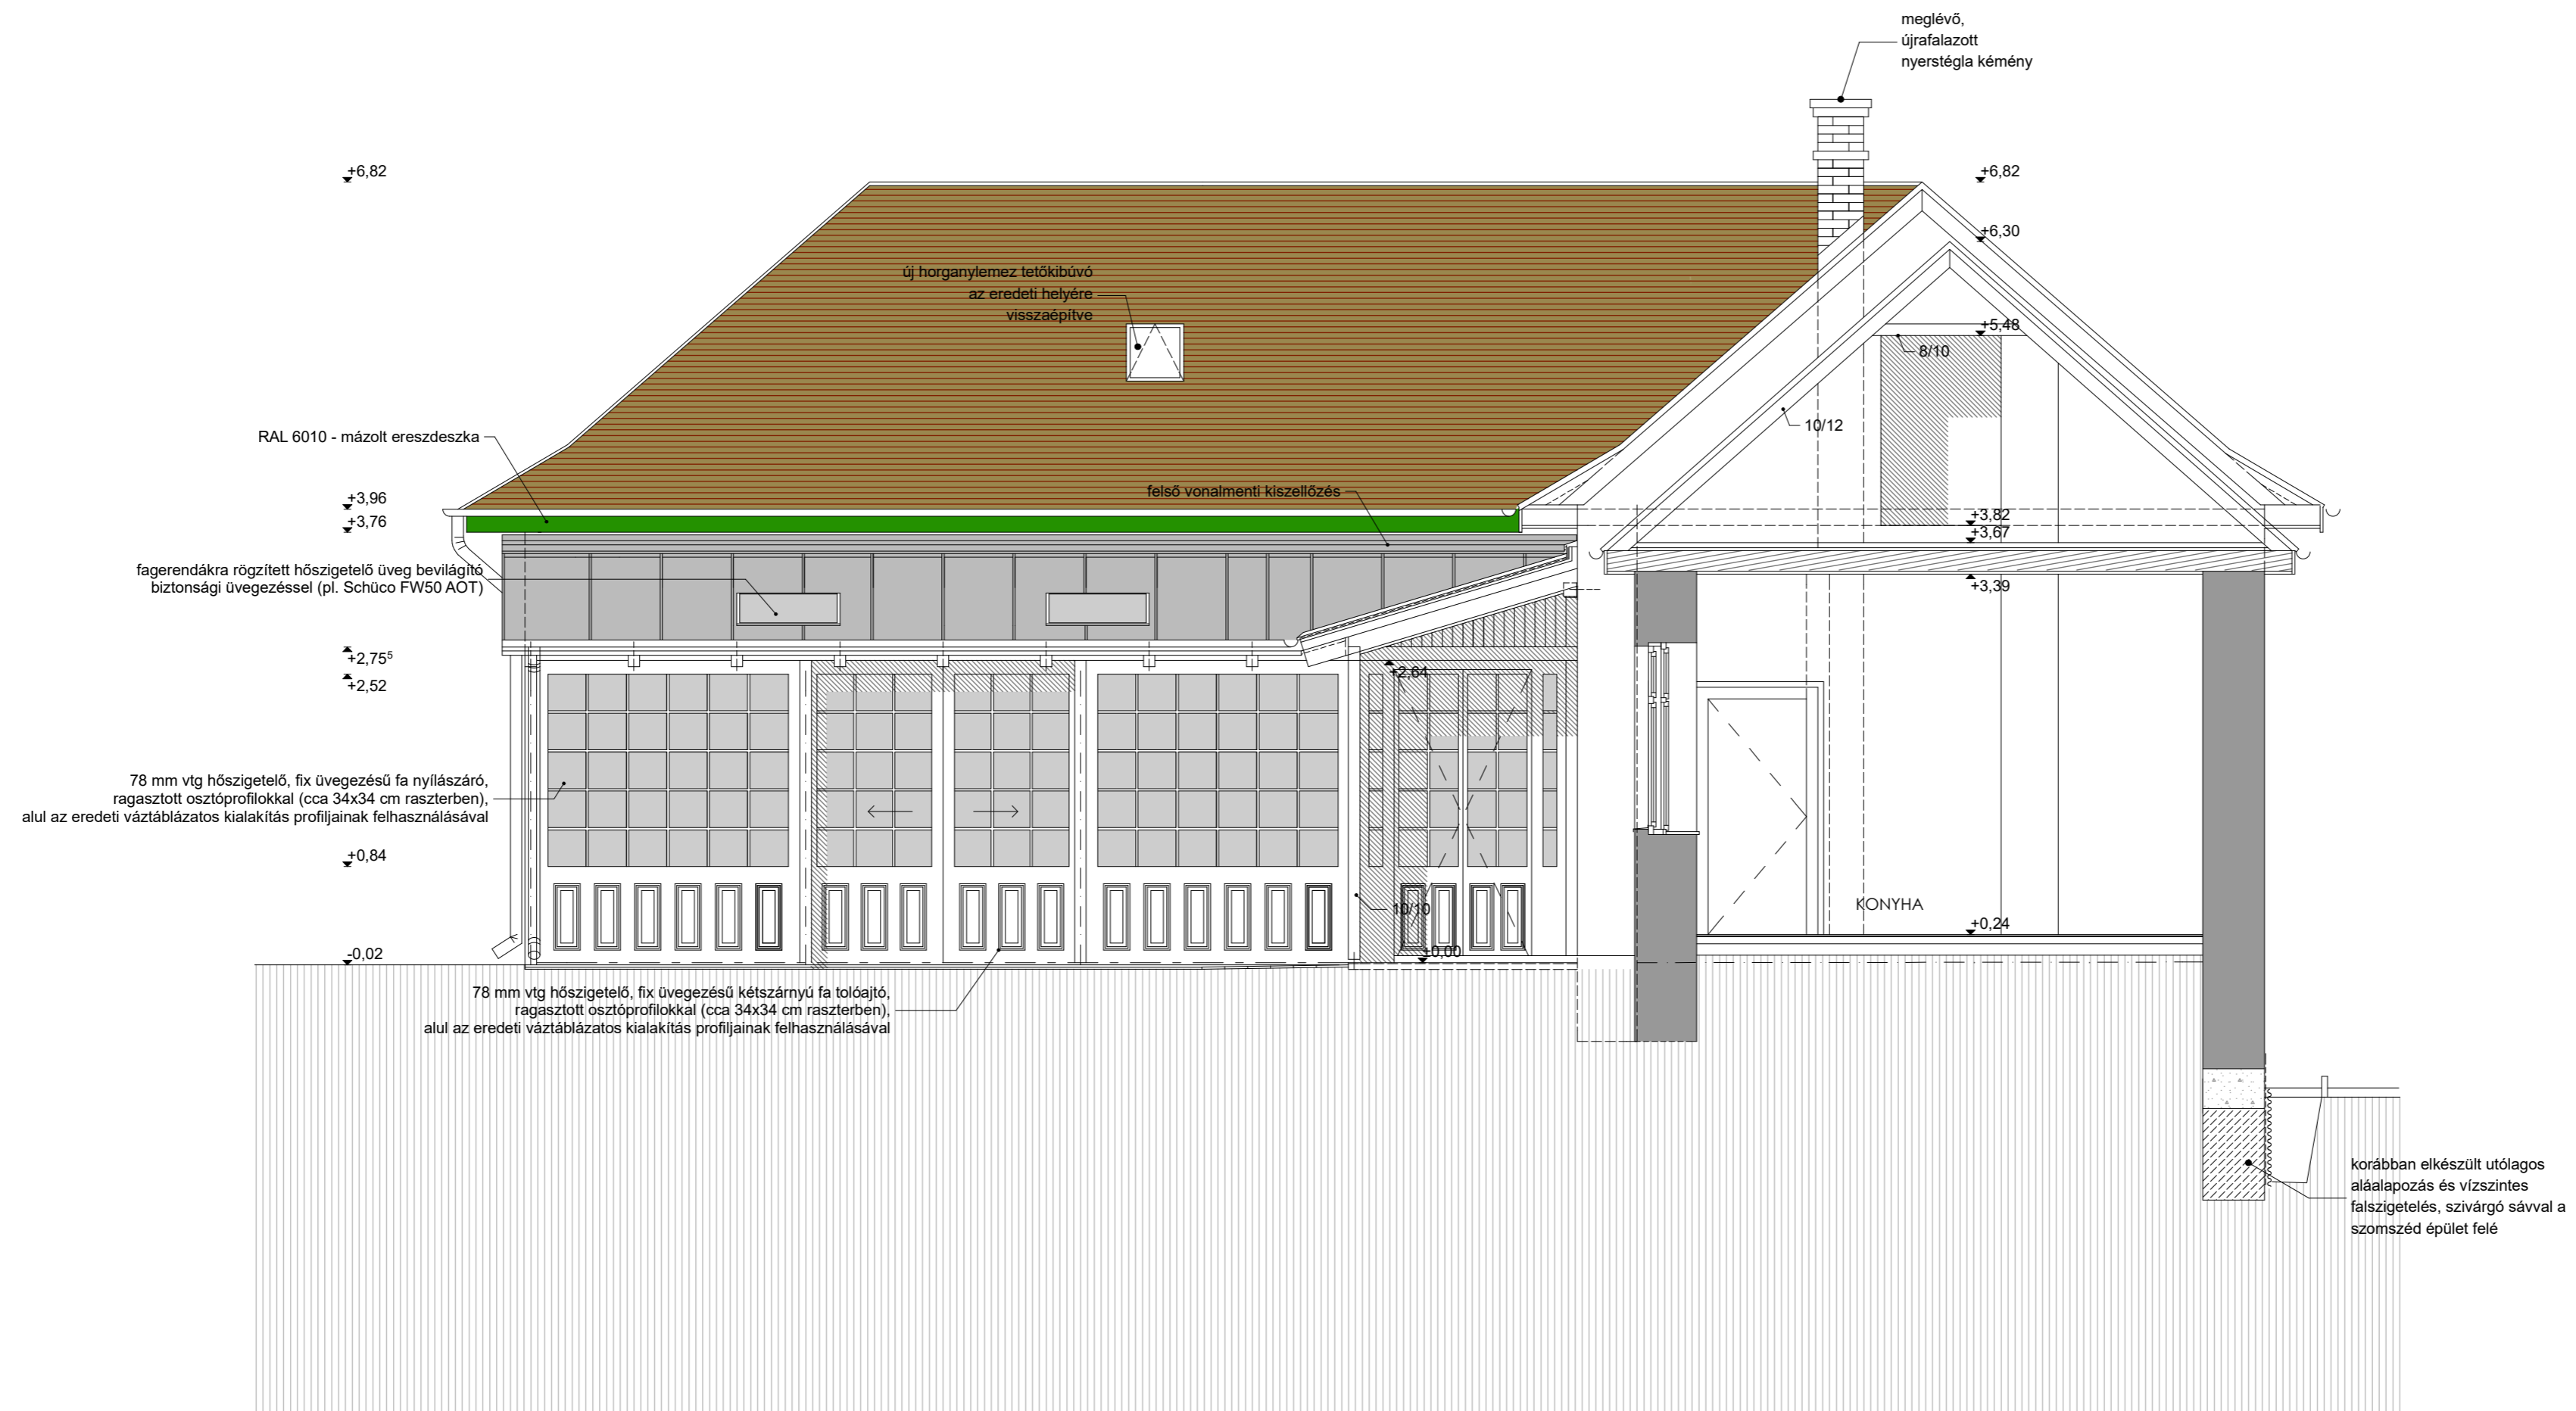 meglévő,
újrafalazott
nyerstégla kémény
+6,82
+6,82
+6,30
új horganylemez tetőkibúvó
az eredeti helyére
visszaépítve
+5,48
8/10
10/12
RAL 6010 - mázolt ereszdeszka
felső vonalmenti kiszellőzés
+3,96
+3,76
+3,82
+3,67
fagerendákra rögzített hőszigetelő üveg bevilágító
biztonsági üvegezéssel (pl. Schüco FW50 AOT)
+3,39
+2,75⁵
+2,52
+2,64
78 mm vtg hőszigetelő, fix üvegezésű fa nyílászáró,
ragasztott osztóprofilokkal (cca 34x34 cm raszterben),
alul az eredeti váztáblázatos kialakítás profiljainak felhasználásával
+0,84
10/10
KONYHA
+0,24
-0,02
+0,00
78 mm vtg hőszigetelő, fix üvegezésű kétszárnyú fa tolóajtó,
ragasztott osztóprofilokkal (cca 34x34 cm raszterben),
alul az eredeti váztáblázatos kialakítás profiljainak felhasználásával
korábban elkészült utólagos
aláalapozás és vízszintes
falszigetelés, szivárgó sávval a
szomszéd épület felé